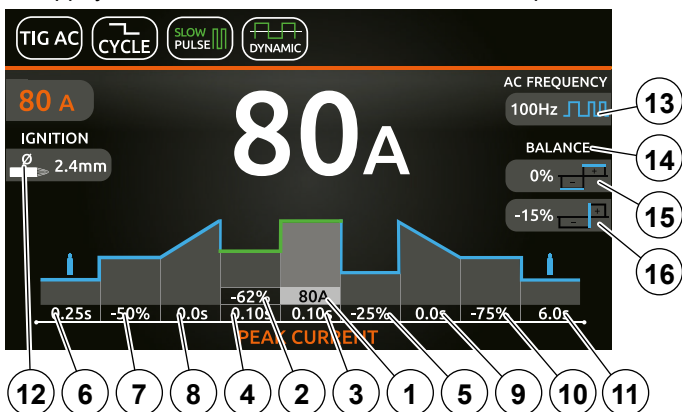 TIG AC CYCLE SLOW PULSE DYNAMIC
80 A
80A
AC FREQUENCY
100Hz
13
IGNITION
Ø 2.4mm
BALANCE
14
0%
- +
15
-15%
- +
16
-62% 80A
0.25s -50% 0.0s 0.10s 0.10s -25% 0.0s -75% 6.0s
PEAK CURRENT
12 6 7 8 4 2 3 1 5 9 10 11